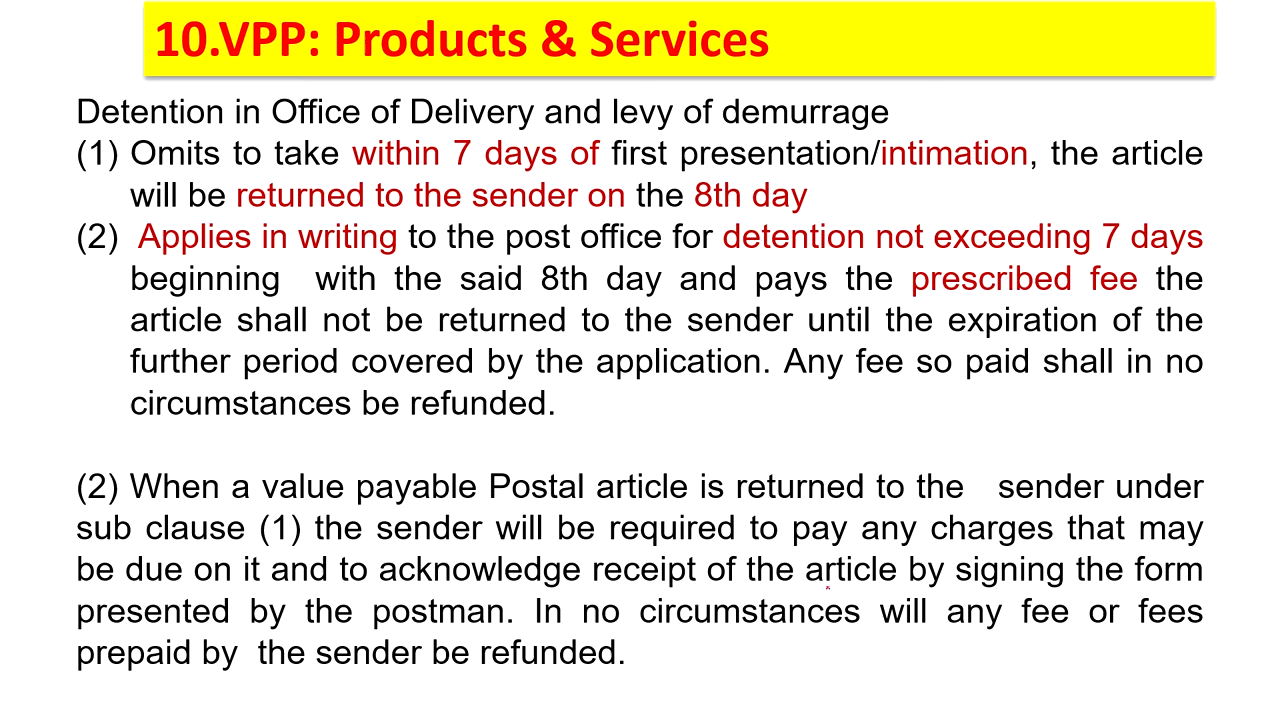 10.VPP: Products & Services
Detention in Office of Delivery and levy of demurrage
(1) Omits to take within 7 days of first presentation/intimation, the article
will be returned to the sender on the 8th day
(2) Applies in writing to the post office for detention not exceeding 7 days
beginning with the said 8th day and pays the prescribed fee the
article shall not be returned to the sender until the expiration of the
further period covered by the application. Any fee so paid shall in no
circumstances be refunded.
(2) When a value payable Postal article is returned to the sender under
sub clause (1) the sender will be required to pay any charges that may
be due on it and to acknowledge receipt of the article by signing the form
presented by the postman. In no circumstances will any fee or fees
prepaid by the sender be refunded.